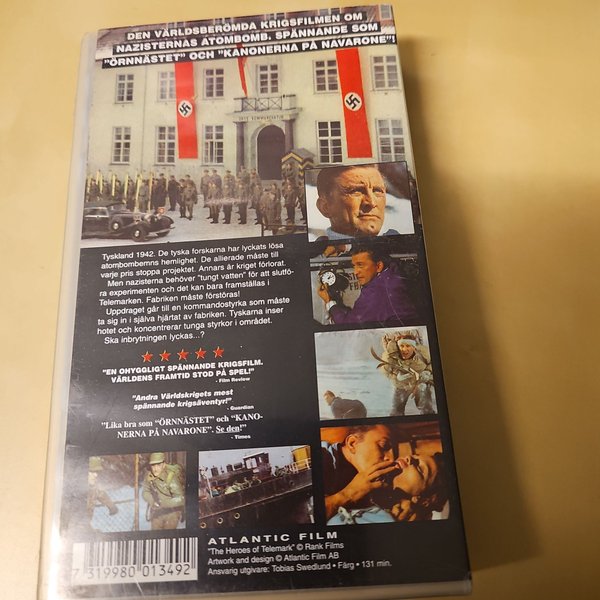 DEN VÄRLDSBERÖMDA KRIGSFILMEN OM
NAZISTERNAS ATOMBOMB. SPÄNNANDE SOM
"ÖRNNÄSTET" OCH "KANONERNA PÅ NAVARONE"!
Tyskland 1942. De tyska forskarna har lyckats lösa
atombombemns hemlighet. De allierade måste till
varje pris stoppa projektet. Annars är kriget förlorat.
Men nazisterna behöver "tungt vatten" för att slutfö-
ra experimenten och det kan bara framställas i
Telemarken. Fabriken måste förstöras!
Uppdraget går till en kommandostyrka som måste
ta sig in i själva hjärtat av fabriken. Tyskarna inser
hotet och koncentrerar tunga styrkor i området.
Ska inbrytningen lyckas...?
"EN OHYGGLIGT SPÄNNANDE KRIGSFILM.
VÄRLDENS FRAMTID STOD PÅ SPEL!"
- Film Review
"Andra Världskrigets mest
spännande krigsäventyr!"
- Guardian
"Lika bra som "ÖRNNÄSTET" och "KANO-
NERNA PÅ NAVARONE". Se den!"
- Times
ATLANTIC FILM
"The Heroes of Telemark" © Rank Films
Artwork and design © Atlantic Film AB
Ansvarig utgivare: Tobias Swedlund • Färg • 131 min.
7 319980 013492